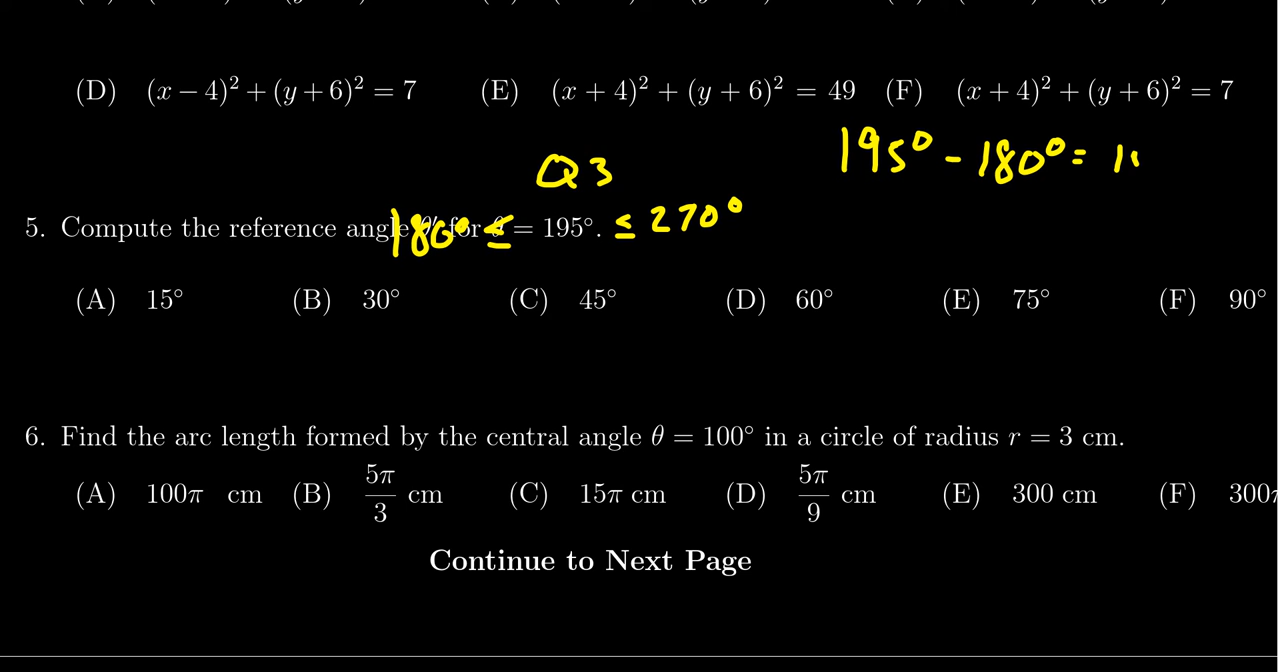 (D) (x − 4)² + (y + 6)² = 7 (E) (x + 4)² + (y + 6)² = 49 (F) (x + 4)² + (y + 6)² = 7
195° - 180° = 1
Q3
180° ≤ ≤ 270°
5. Compute the reference angle θ′ for θ = 195°.
(A) 15° (B) 30° (C) 45° (D) 60° (E) 75° (F) 90°
6. Find the arc length formed by the central angle θ = 100° in a circle of radius r = 3 cm.
(A) 100π cm (B) 5π/3 cm (C) 15π cm (D) 5π/9 cm (E) 300 cm (F) 300π
Continue to Next Page